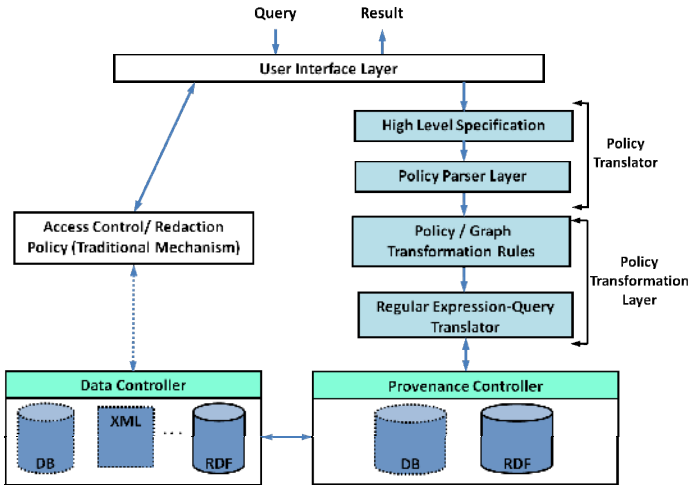 Query
Result
User Interface Layer
High Level Specification
Policy
Translator
Policy Parser Layer
Access Control/ Redaction
Policy (Traditional Mechanism)
Policy / Graph
Transformation Rules
Policy
Transformation
Layer
Regular Expression-Query
Translator
Data Controller
Provenance Controller
XML
...
DB
RDF
DB
RDF